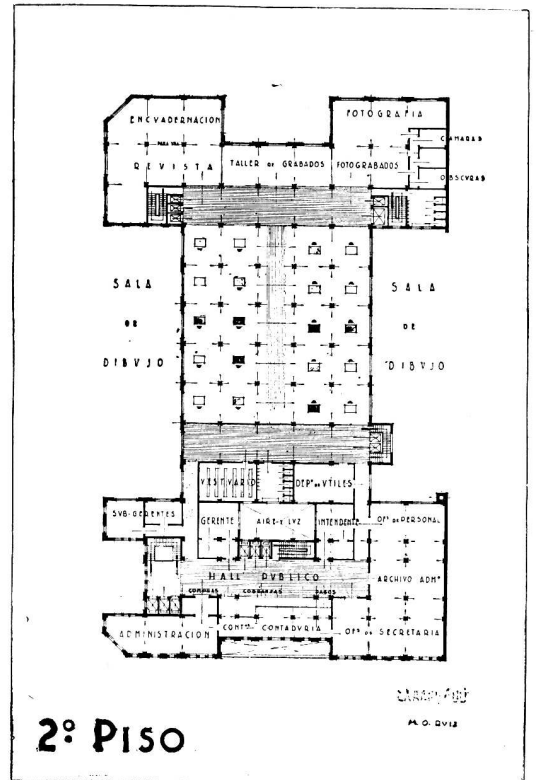 ENCVADERNACION
FOTOGRAFIA
CAMARAS
PARA UNA
REVISTA
TALLER DE GRABADOS
FOTOGRABADOS
OBSCVRAS
SALA
DE
DIBVJO
SALA
DE
DIBVJO
VESTVARIO
DEPº DE VTILES
SVB-GERENTES
GERENTE
AIRE Y LVZ
INTENDENTE
OFª DE PERSONAL
HALL PVBLICO
ARCHIVO ADMº
COMPRAS
COBRANZAS
PAGOS
ADMINISTRACION
CONTADVRIA
OFª DE SECRETARIA
M.O. RVIZ
2º PISO